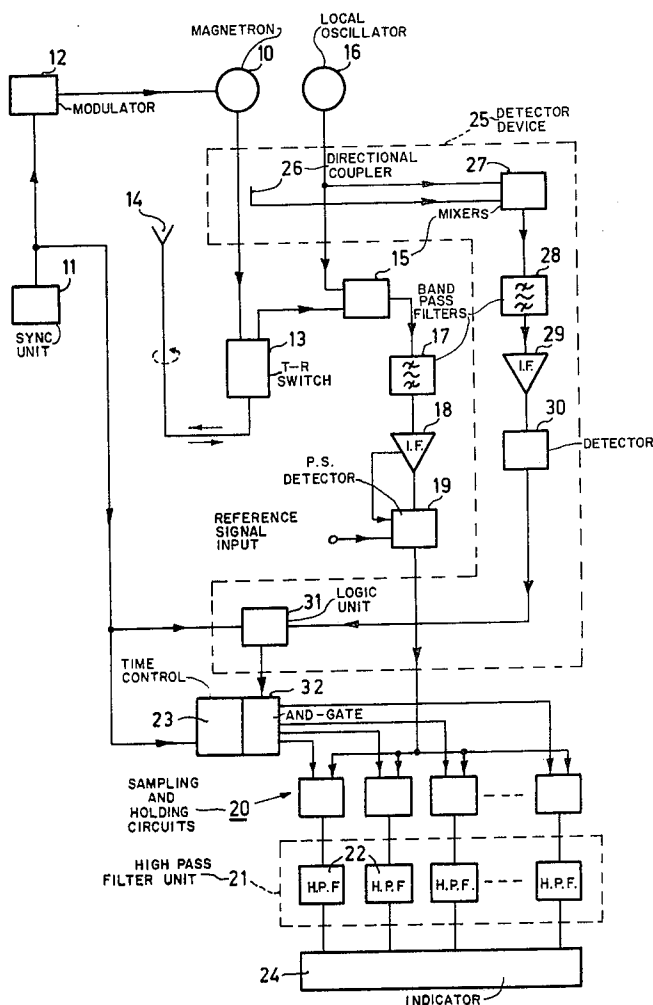 MAGNETRON
LOCAL
OSCILLATOR
12
10
16
MODULATOR
25
DETECTOR
DEVICE
26
DIRECTIONAL
COUPLER
27
MIXERS
14
15
11
SYNC
UNIT
13
T-R
SWITCH
BAND
PASS
FILTERS
28
17
29
I.F.
18
I.F.
30
DETECTOR
P.S.
DETECTOR
19
REFERENCE
SIGNAL
INPUT
31
LOGIC
UNIT
TIME
CONTROL
32
23
AND-GATE
SAMPLING
AND
HOLDING
CIRCUITS
20
HIGH PASS
FILTER UNIT
21
22
H.P.F
H.P.F
H.P.F.
H.P.F.
24
INDICATOR